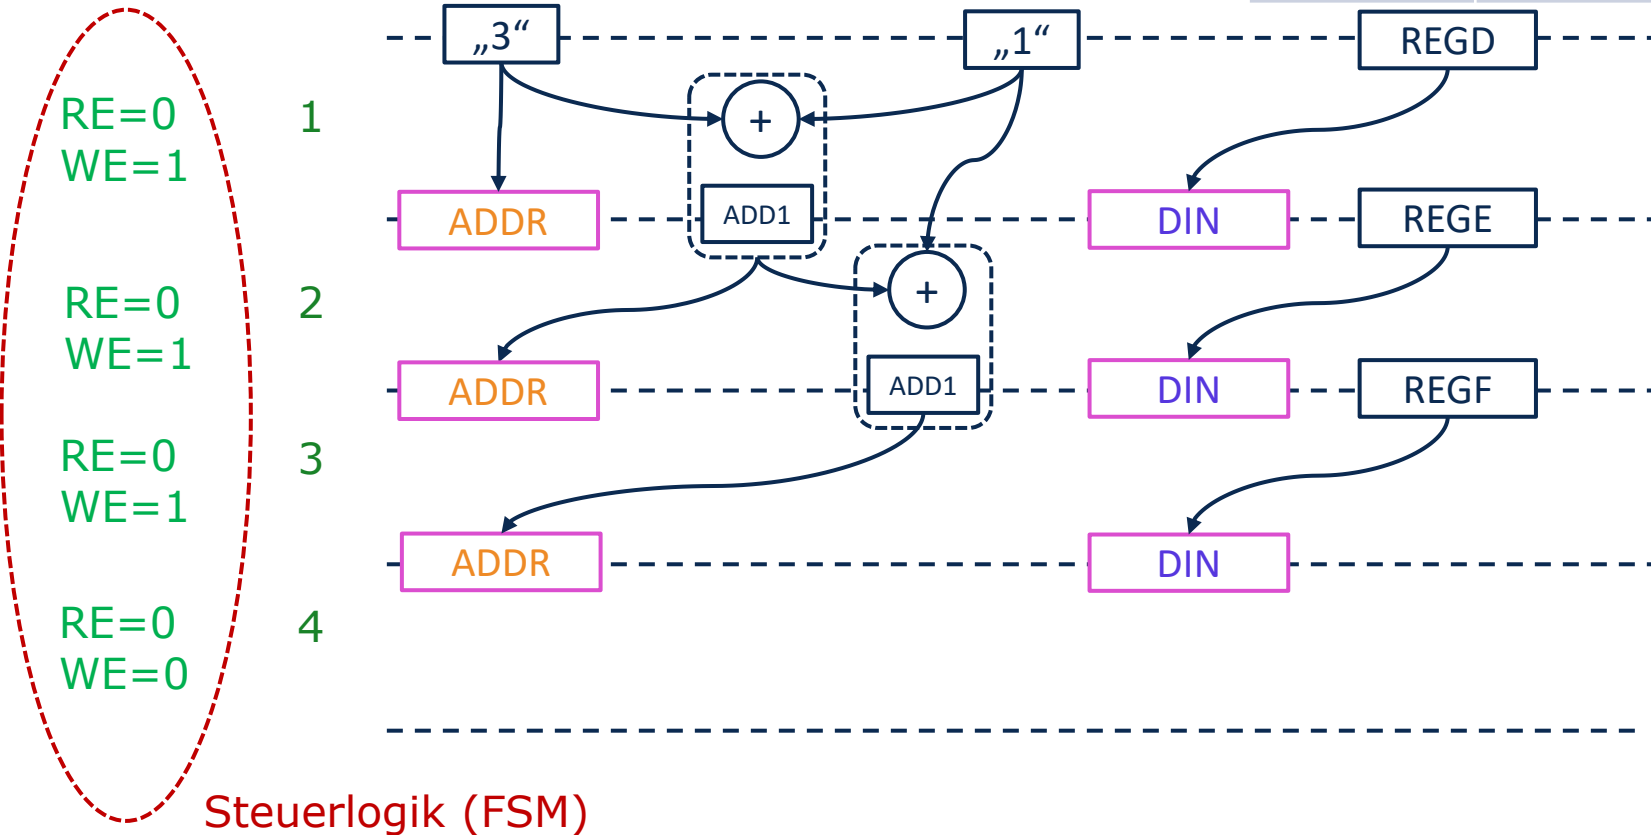 „3“
„1“
REGD
RE=0
WE=1
1
+
ADDR
ADD1
DIN
REGE
RE=0
WE=1
2
+
ADDR
ADD1
DIN
REGF
RE=0
WE=1
3
ADDR
DIN
RE=0
WE=0
4
Steuerlogik (FSM)